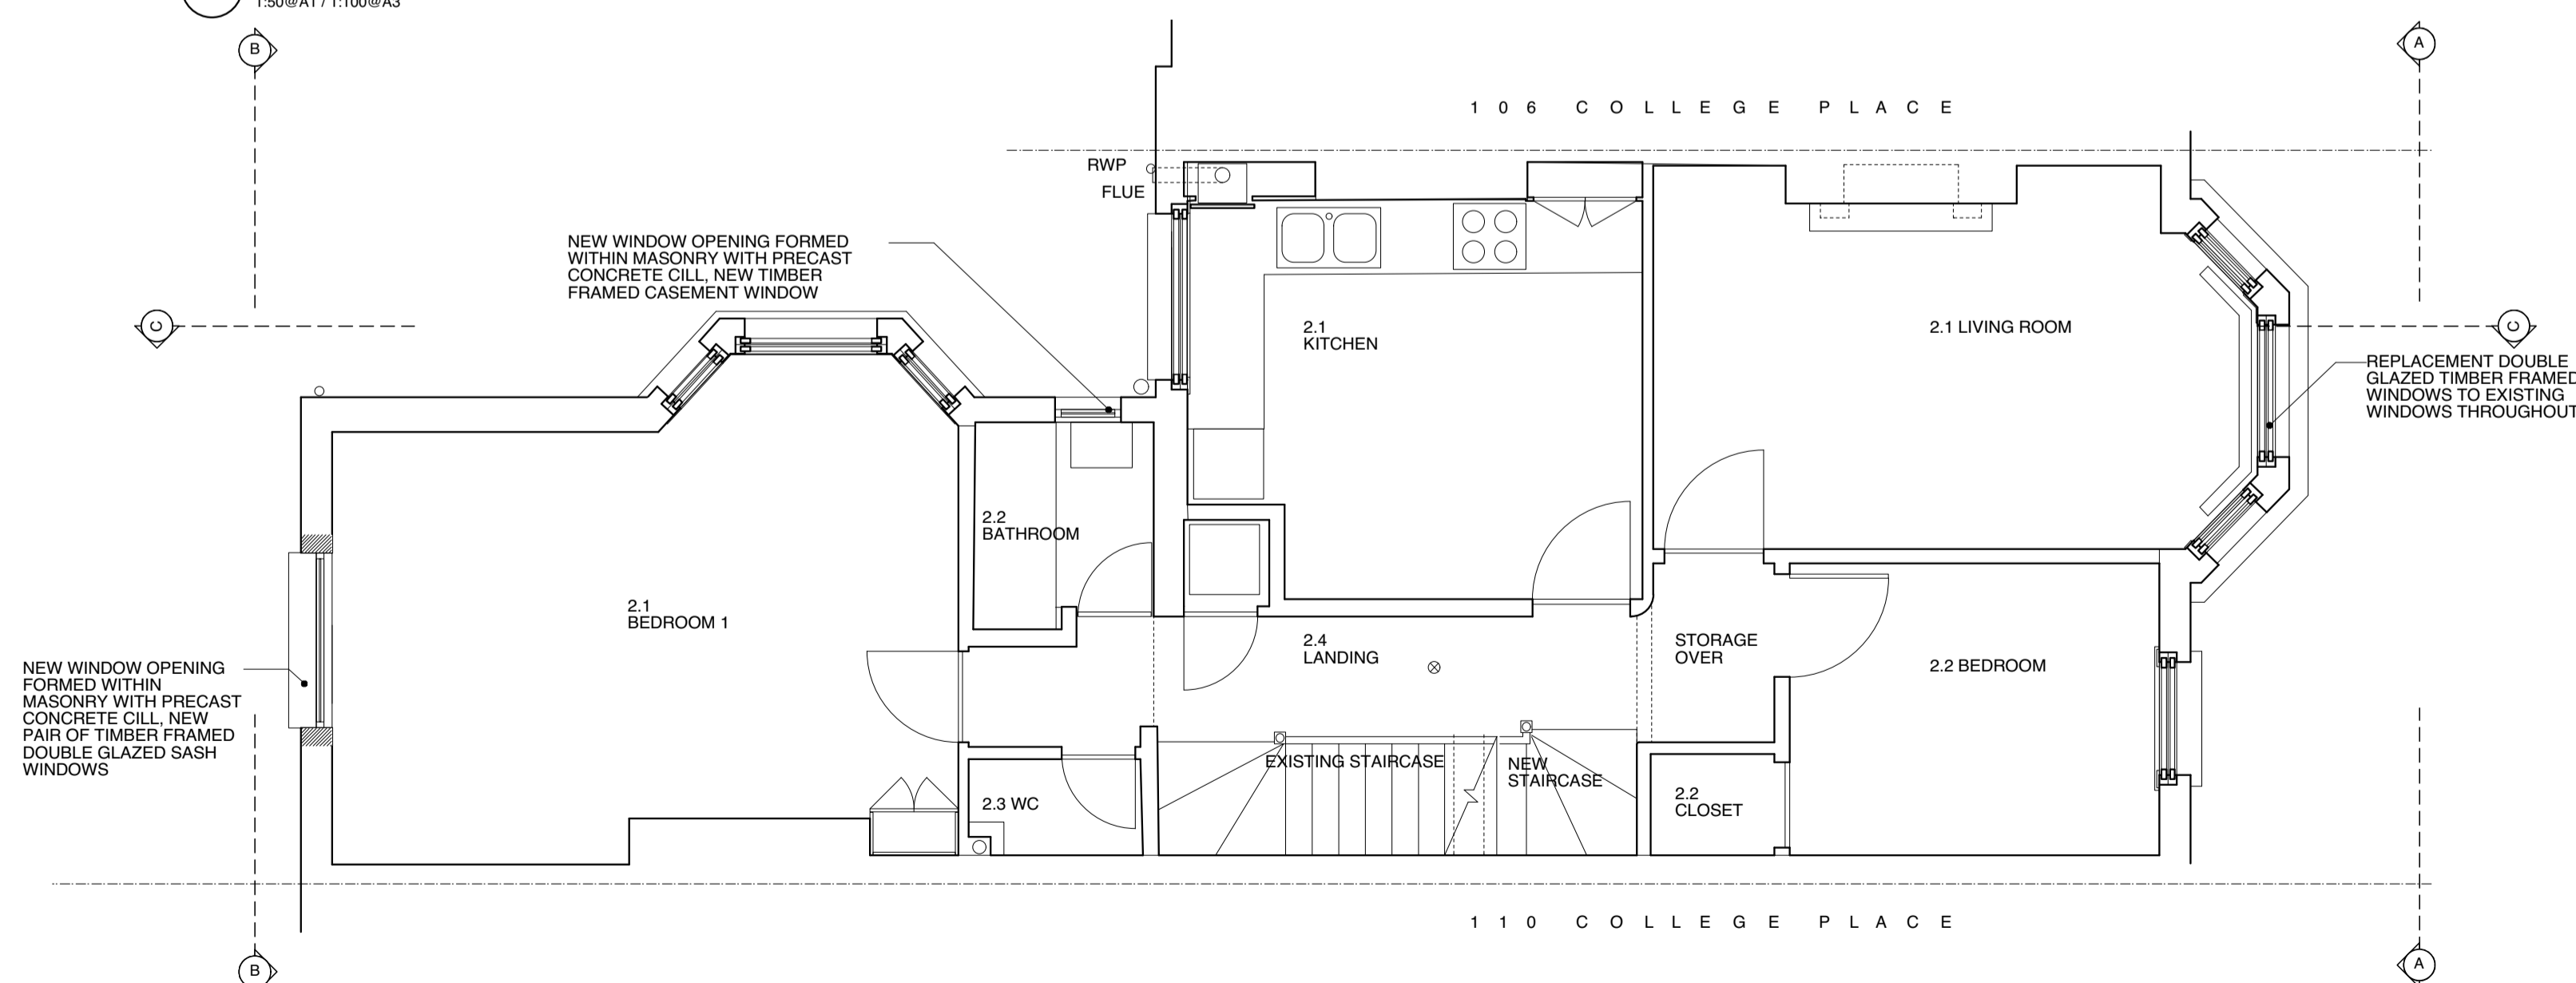 1:50@A1 / 1:100@A3
B
A
1 0 6 C O L L E G E P L A C E
RWP
FLUE
NEW WINDOW OPENING FORMED
WITHIN MASONRY WITH PRECAST
CONCRETE CILL, NEW TIMBER
FRAMED CASEMENT WINDOW
C
2.1
KITCHEN
2.1 LIVING ROOM
C
REPLACEMENT DOUBLE
GLAZED TIMBER FRAMED
WINDOWS TO EXISTING
WINDOWS THROUGHOUT
2.2
BATHROOM
2.1
BEDROOM 1
2.4
LANDING
STORAGE
OVER
2.2 BEDROOM
NEW WINDOW OPENING
FORMED WITHIN
MASONRY WITH PRECAST
CONCRETE CILL, NEW
PAIR OF TIMBER FRAMED
DOUBLE GLAZED SASH
WINDOWS
EXISTING STAIRCASE
NEW
STAIRCASE
2.3 WC
2.2
CLOSET
1 1 0 C O L L E G E P L A C E
B
A